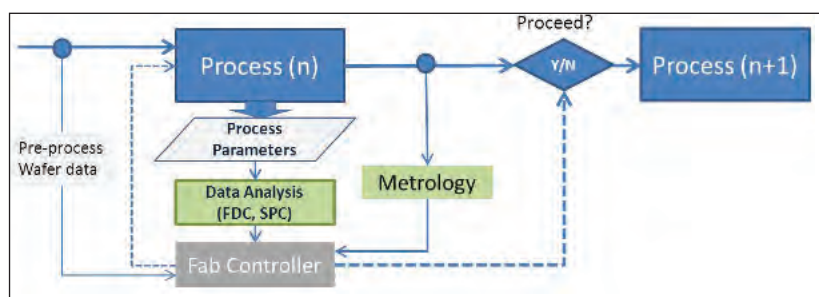 Proceed?
Process (n)
Y/N
Process (n+1)
Process
Parameters
Pre-process
Wafer data
Metrology
Data Analysis
(FDC, SPC)
Fab Controller